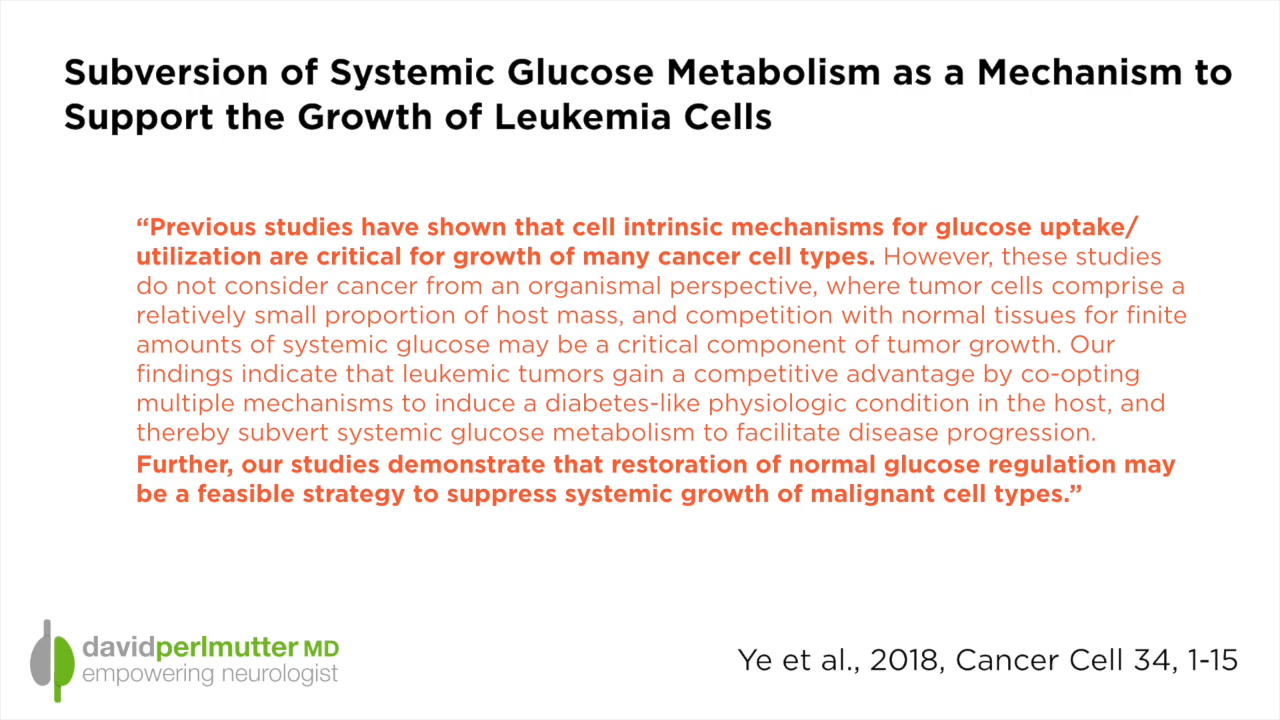 Subversion of Systemic Glucose Metabolism as a Mechanism to
Support the Growth of Leukemia Cells
“Previous studies have shown that cell intrinsic mechanisms for glucose uptake/
utilization are critical for growth of many cancer cell types. However, these studies
do not consider cancer from an organismal perspective, where tumor cells comprise a
relatively small proportion of host mass, and competition with normal tissues for finite
amounts of systemic glucose may be a critical component of tumor growth. Our
findings indicate that leukemic tumors gain a competitive advantage by co-opting
multiple mechanisms to induce a diabetes-like physiologic condition in the host, and
thereby subvert systemic glucose metabolism to facilitate disease progression.
Further, our studies demonstrate that restoration of normal glucose regulation may
be a feasible strategy to suppress systemic growth of malignant cell types.”
davidperlmutter MD
empowering neurologist
Ye et al., 2018, Cancer Cell 34, 1-15